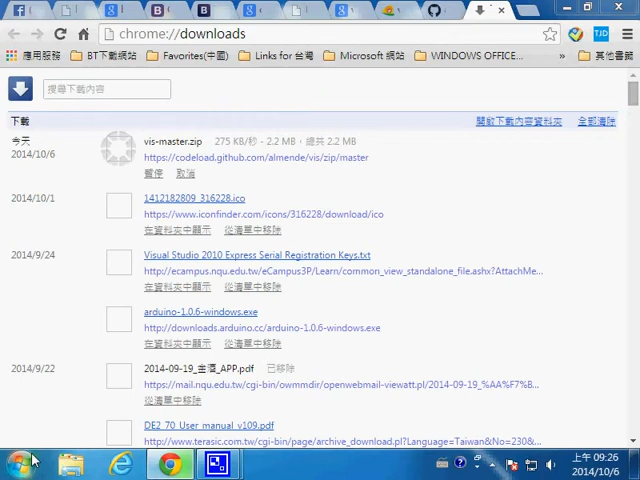 chrome://downloads
應用服務
BT下載網站
Favorites(中文)
Links for 台灣
Microsoft 網站
WINDOWS OFFICE...
»
其他書籤
TJD
搜尋下載內容
下載
開啟下載內容資料夾
全部清除
今天
2014/10/6
vis-master.zip 275 KB/秒 - 2.2 MB，總共 2.2 MB
https://codeload.github.com/almende/vis/zip/master
暫停 取消
2014/10/1
1412182809_316228.ico
https://www.iconfinder.com/icons/316228/download/ico
在資料夾中顯示 從清單中移除
2014/9/24
Visual Studio 2010 Express Serial Registration Keys.txt
https://ecampus.nqu.edu.tw/eCampus3P/Learn/common_view_standalone_file.ashx?AttachMe...
在資料夾中顯示 從清單中移除
arduino-1.0.6-windows.exe
http://downloads.arduino.cc/arduino-1.0.6-windows.exe
在資料夾中顯示 從清單中移除
2014/9/22
2014-09-19_金酒_APP.pdf 已移除
https://mail.nqu.edu.tw/cgi-bin/owmmdir/openwebmail-viewatt.pl/2014-09-19_%AA%F7%B...
從清單中移除
DE2_70_User_manual_v109.pdf
http://www.terasic.com.tw/cgi-bin/page/archive_download.pl?Language=Taiwan&No=230&...
上午 09:26
2014/10/6